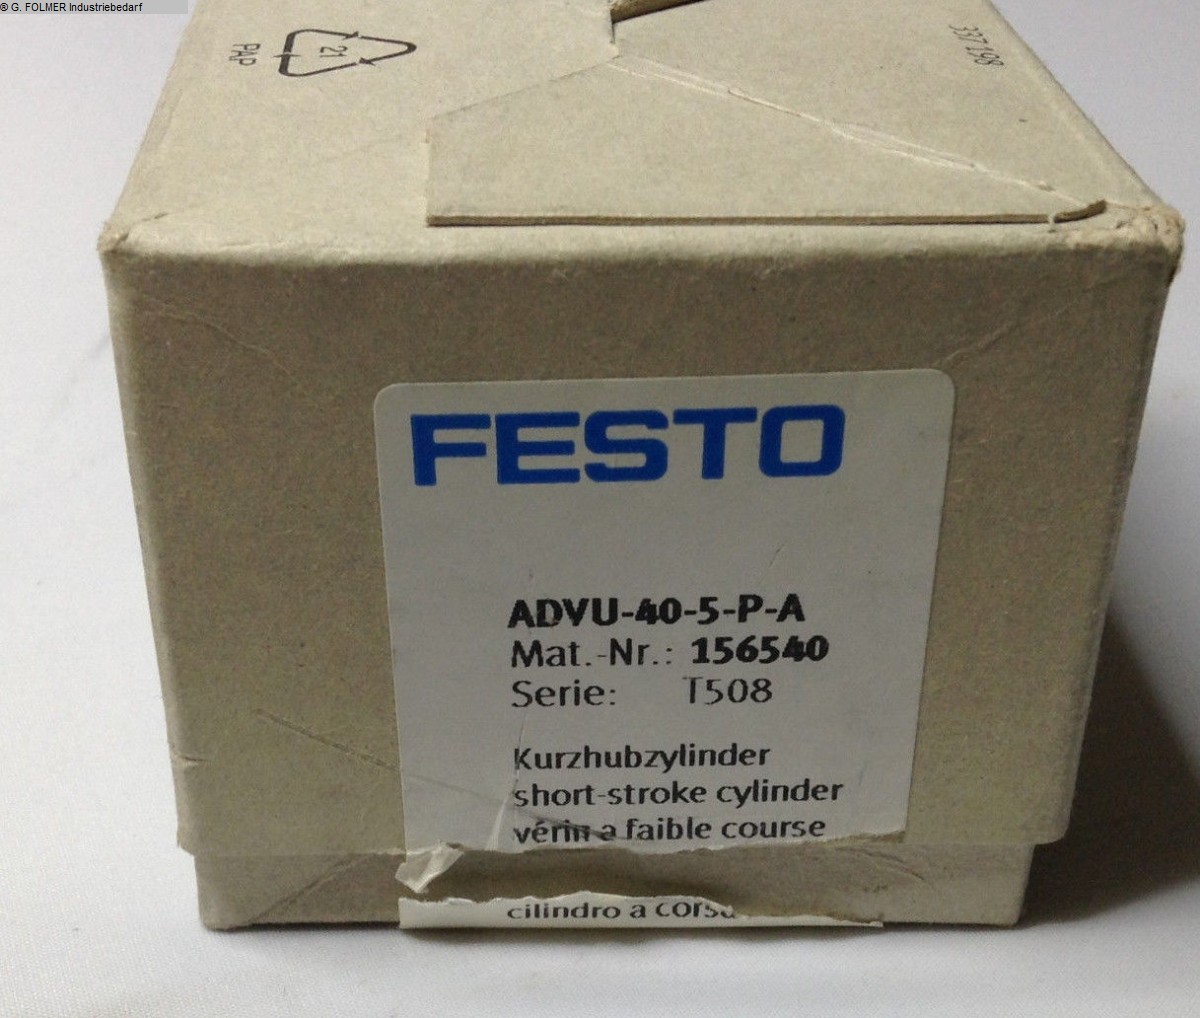 © G. FOLMER Industriebedarf
21
PAP
337 198
FESTO
ADVU-40-5-P-A
Mat.-Nr.: 156540
Serie: T508
Kurzhubzylinder
short-stroke cylinder
vérin a faible course
cilindro a